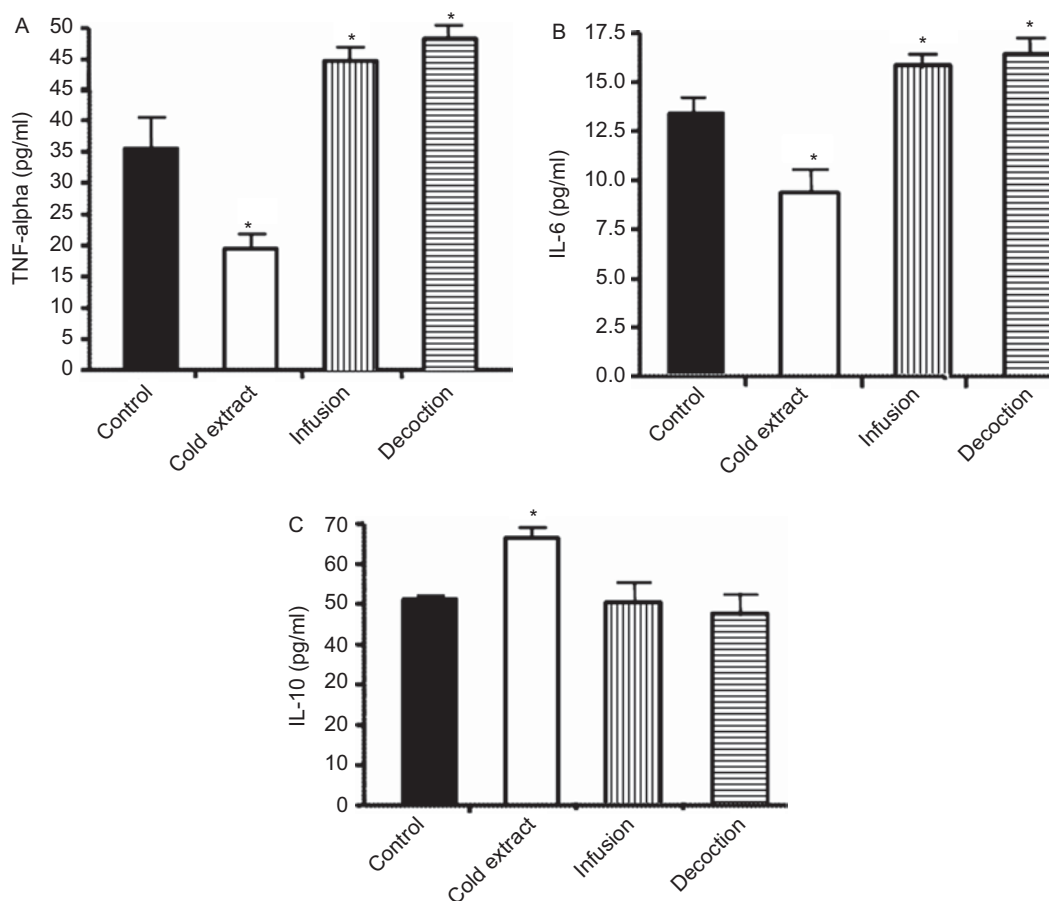 A
TNF-alpha (pg/ml)
50
45
45
40
35
30
25
20
15
10
5
0
*
*
*
Control
Cold extract
Infusion
Decoction
B
IL-6 (pg/ml)
17.5
15.0
12.5
10.0
7.5
5.0
2.5
0.0
*
*
*
Control
Cold extract
Infusion
Decoction
C
IL-10 (pg/ml)
70
60
50
40
20
20
10
0
*
Control
Cold extract
Infusion
Decoction